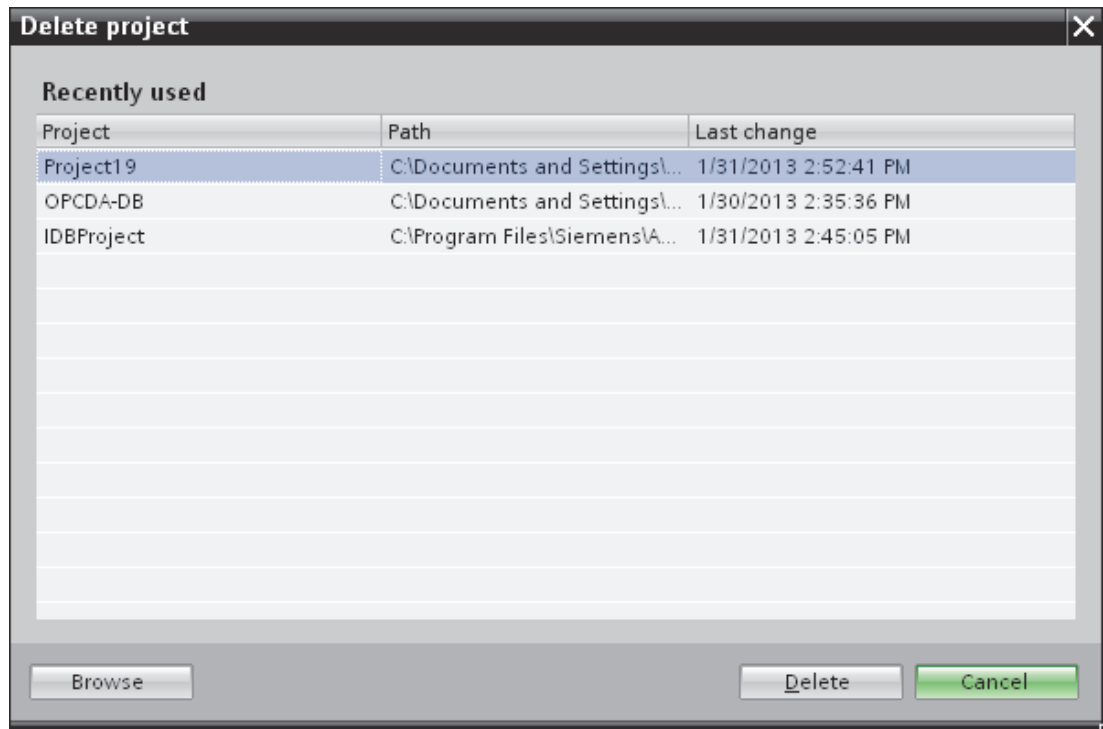 Delete project
Recently used
Project Path Last change
Project19 C:\Documents and Settings\... 1/31/2013 2:52:41 PM
OPCDA-DB C:\Documents and Settings\... 1/30/2013 2:35:36 PM
IDBProject C:\Program Files\Siemens\A... 1/31/2013 2:45:05 PM
Browse Delete Cancel